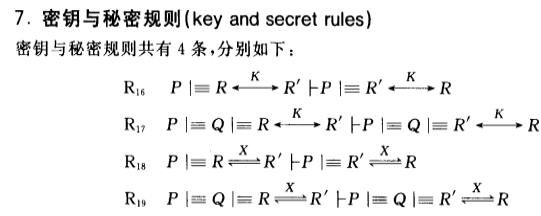 7. 密钥与秘密规则(key and secret rules)
密钥与秘密规则共有 4 条,分别如下:
R₁₆ P |≡ R ←K→ R′ ├ P |≡ R′ ←K→ R
R₁₇ P |≡ Q |≡ R ←K→ R′ ├ P |≡ Q |≡ R′ ←K→ R
R₁₈ P |≡ R ⇌X R′ ├ P |≡ R′ ⇌X R
R₁₉ P |≡ Q |≡ R ⇌X R′ ├ P |≡ Q |≡ R′ ⇌X R